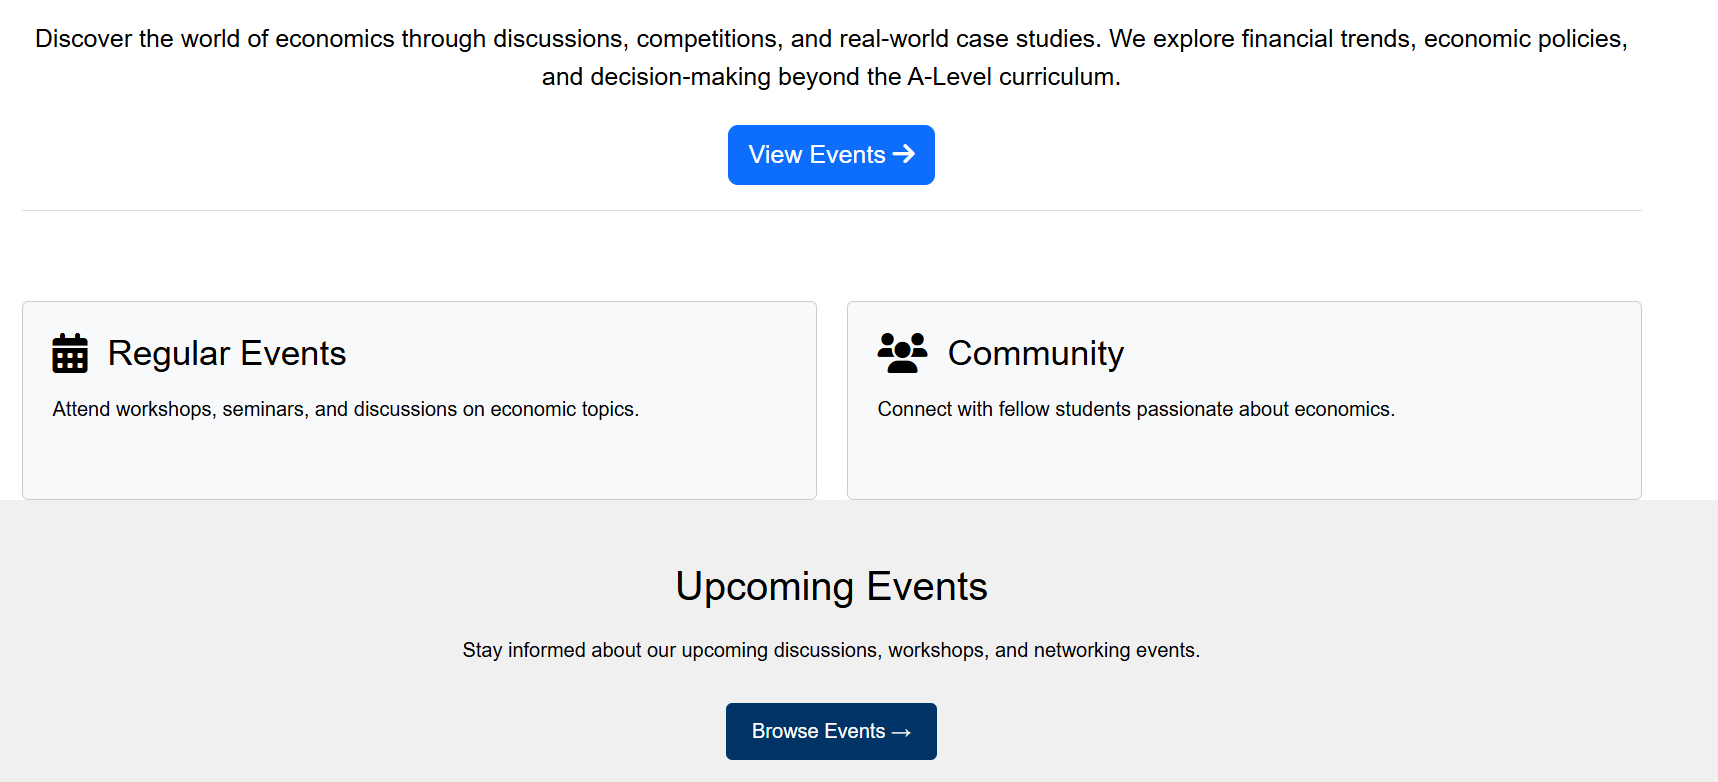 Discover the world of economics through discussions, competitions, and real-world case studies. We explore financial trends, economic policies,
and decision-making beyond the A-Level curriculum.
View Events →
Regular Events
Attend workshops, seminars, and discussions on economic topics.
Community
Connect with fellow students passionate about economics.
Upcoming Events
Stay informed about our upcoming discussions, workshops, and networking events.
Browse Events →